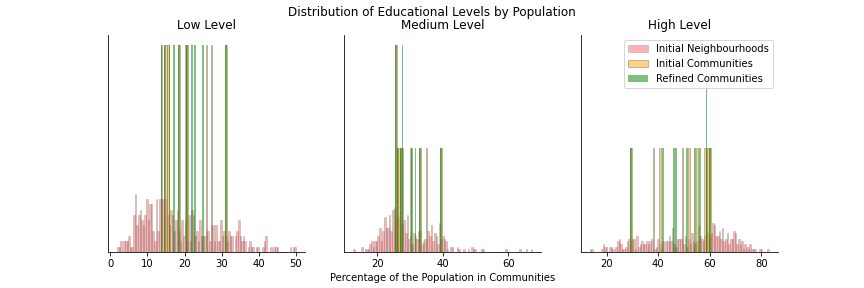 Distribution of Educational Levels by Population
Low Level
Medium Level
High Level
Initial Neighbourhoods
Initial Communities
Refined Communities
0 10 20 30 40 50
20 40 60
20 40 60 80
Percentage of the Population in Communities